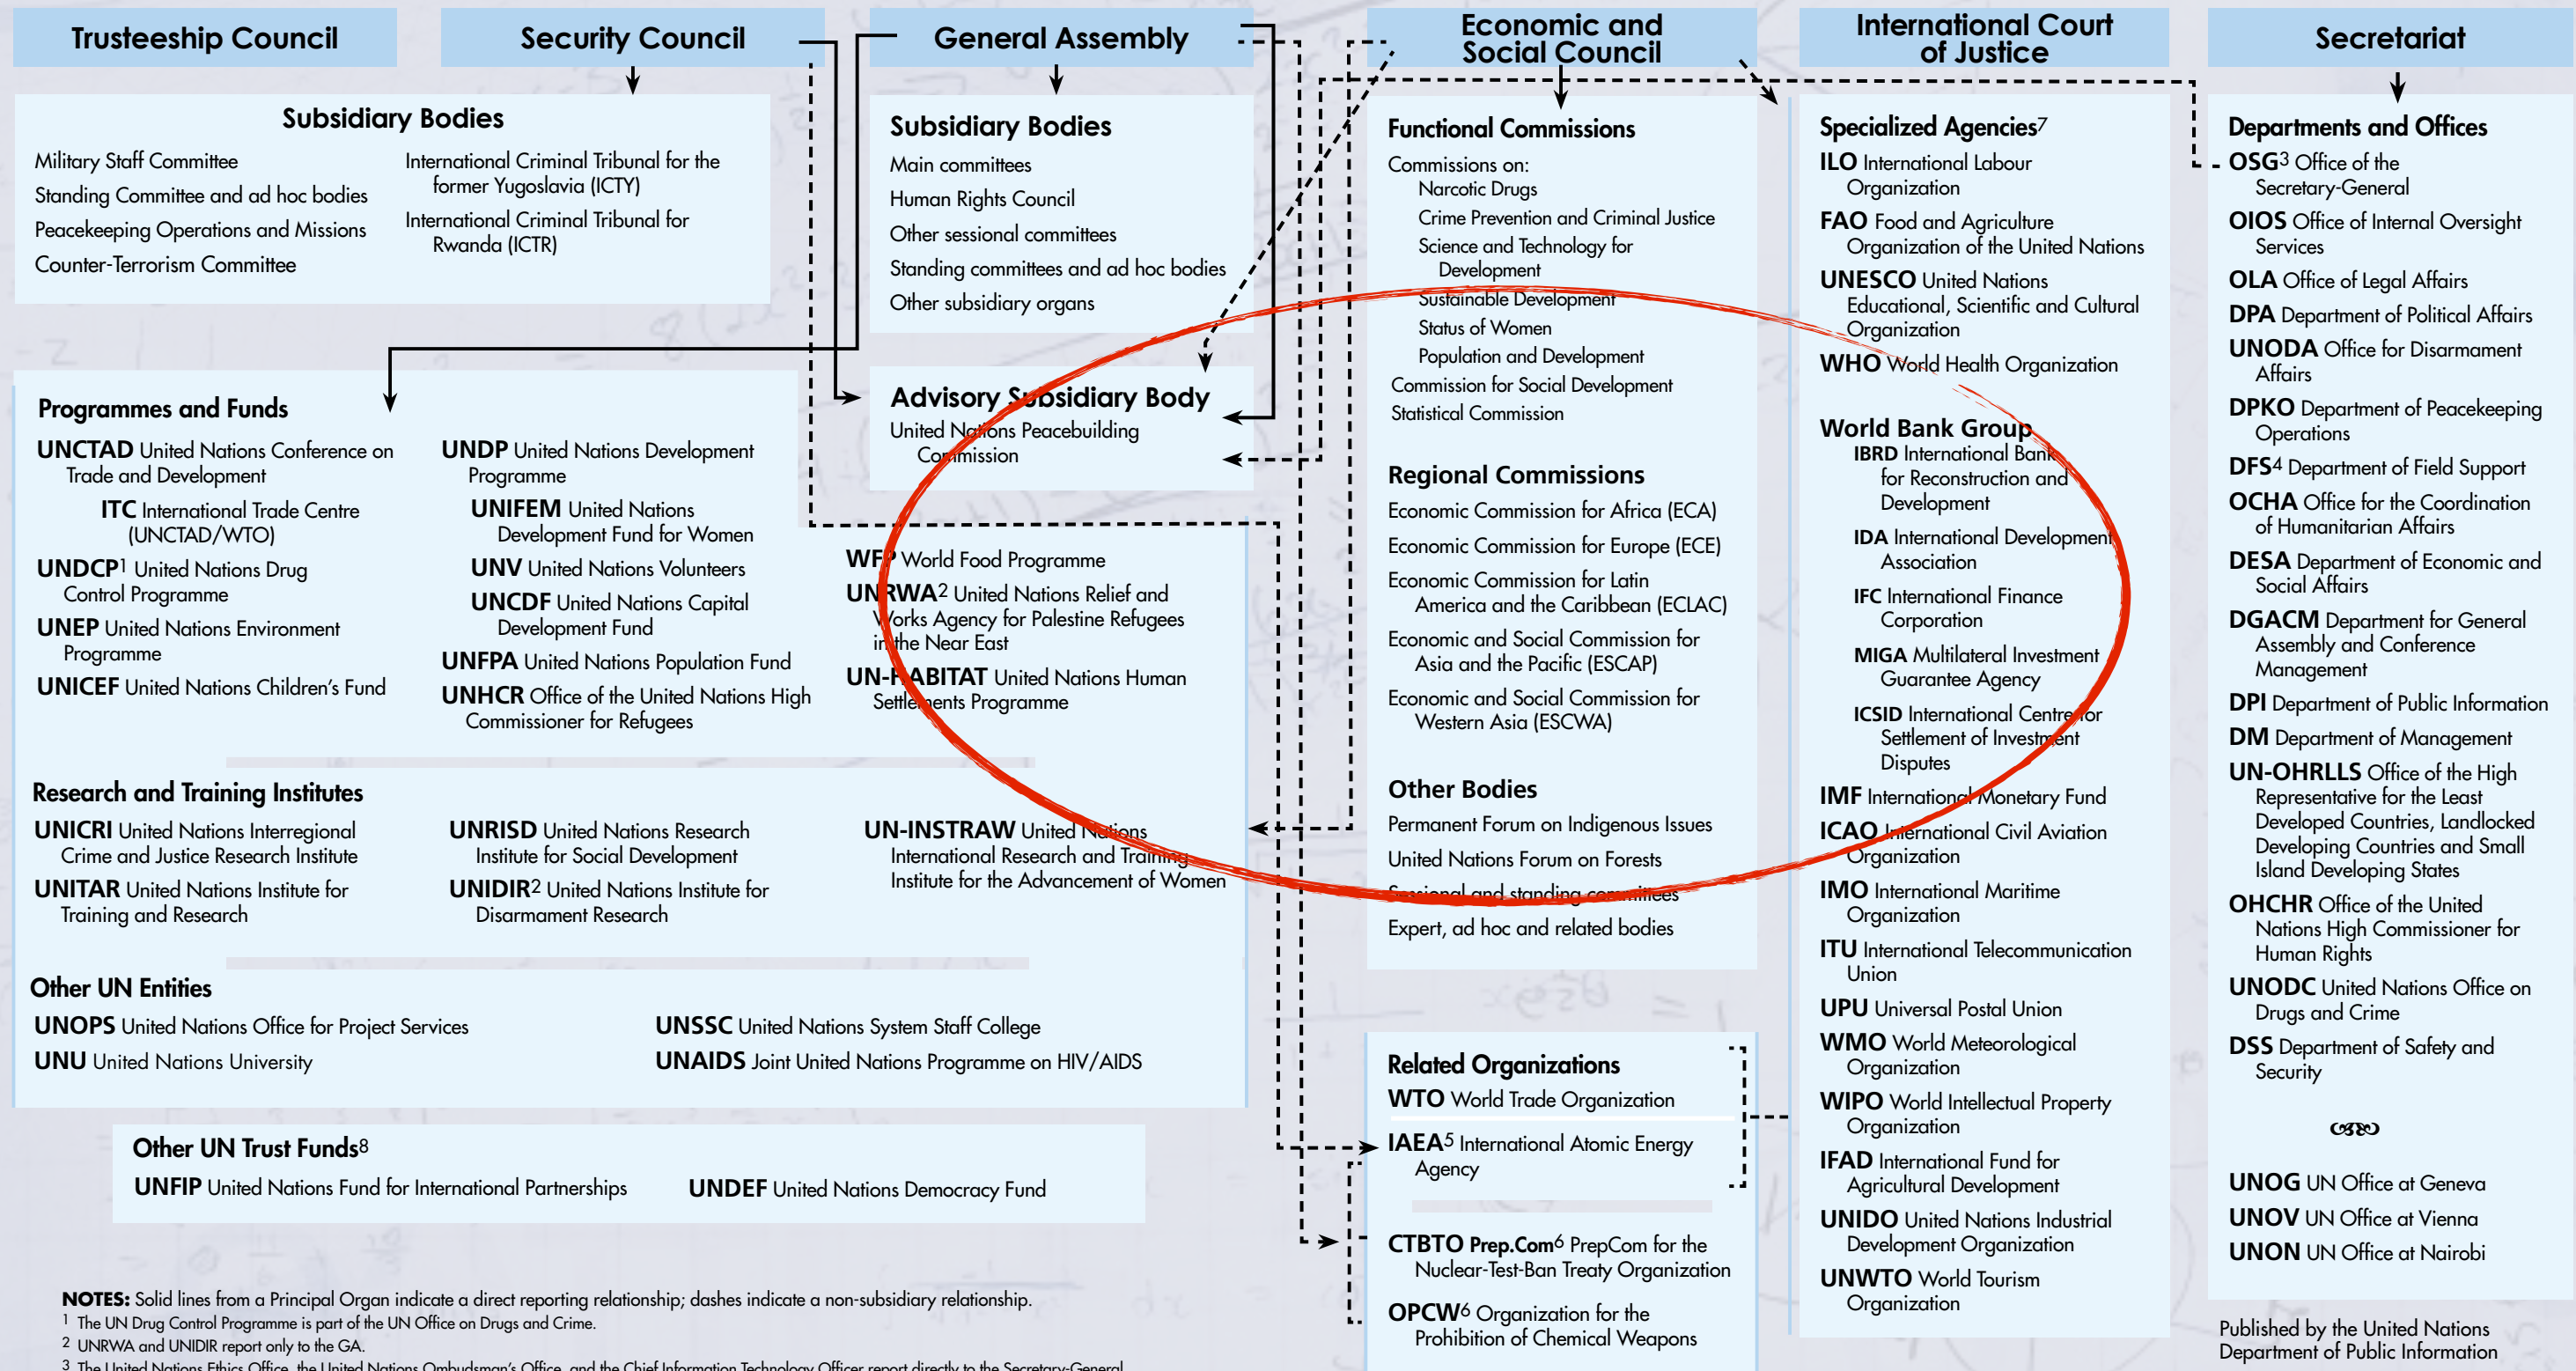 Trusteeship Council
Security Council
General Assembly
Economic and
Social Council
International Court
of Justice
Secretariat
Subsidiary Bodies
Military Staff Committee
Standing Committee and ad hoc bodies
Peacekeeping Operations and Missions
Counter-Terrorism Committee
International Criminal Tribunal for the
former Yugoslavia (ICTY)
International Criminal Tribunal for
Rwanda (ICTR)
Subsidiary Bodies
Main committees
Human Rights Council
Other sessional committees
Standing committees and ad hoc bodies
Other subsidiary organs
Advisory Subsidiary Body
United Nations Peacebuilding
Commission
Programmes and Funds
UNCTAD United Nations Conference on
Trade and Development
ITC International Trade Centre
(UNCTAD/WTO)
UNDCP1 United Nations Drug
Control Programme
UNEP United Nations Environment
Programme
UNICEF United Nations Children's Fund
UNDP United Nations Development
Programme
UNIFEM United Nations
Development Fund for Women
UNV United Nations Volunteers
UNCDF United Nations Capital
Development Fund
UNFPA United Nations Population Fund
UNHCR Office of the United Nations High
Commissioner for Refugees
WFP World Food Programme
UNRWA2 United Nations Relief and
Works Agency for Palestine Refugees
in the Near East
UN-HABITAT United Nations Human
Settlements Programme
Research and Training Institutes
UNICRI United Nations Interregional
Crime and Justice Research Institute
UNITAR United Nations Institute for
Training and Research
UNRISD United Nations Research
Institute for Social Development
UNIDIR2 United Nations Institute for
Disarmament Research
UN-INSTRAW United Nations
International Research and Training
Institute for the Advancement of Women
Other UN Entities
UNOPS United Nations Office for Project Services
UNU United Nations University
UNSSC United Nations System Staff College
UNAIDS Joint United Nations Programme on HIV/AIDS
Other UN Trust Funds8
UNFIP United Nations Fund for International Partnerships
UNDEF United Nations Democracy Fund
Functional Commissions
Commissions on:
Narcotic Drugs
Crime Prevention and Criminal Justice
Science and Technology for
Development
Sustainable Development
Status of Women
Population and Development
Commission for Social Development
Statistical Commission
Regional Commissions
Economic Commission for Africa (ECA)
Economic Commission for Europe (ECE)
Economic Commission for Latin
America and the Caribbean (ECLAC)
Economic and Social Commission for
Asia and the Pacific (ESCAP)
Economic and Social Commission for
Western Asia (ESCWA)
Other Bodies
Permanent Forum on Indigenous Issues
United Nations Forum on Forests
Sessional and standing committees
Expert, ad hoc and related bodies
Related Organizations
WTO World Trade Organization
IAEA5 International Atomic Energy
Agency
CTBTO Prep.Com6 PrepCom for the
Nuclear-Test-Ban Treaty Organization
OPCW6 Organization for the
Prohibition of Chemical Weapons
Specialized Agencies7
ILO International Labour
Organization
FAO Food and Agriculture
Organization of the United Nations
UNESCO United Nations
Educational, Scientific and Cultural
Organization
WHO World Health Organization
World Bank Group
IBRD International Bank
for Reconstruction and
Development
IDA International Development
Association
IFC International Finance
Corporation
MIGA Multilateral Investment
Guarantee Agency
ICSID International Centre for
Settlement of Investment
Disputes
IMF International Monetary Fund
ICAO International Civil Aviation
Organization
IMO International Maritime
Organization
ITU International Telecommunication
Union
UPU Universal Postal Union
WMO World Meteorological
Organization
WIPO World Intellectual Property
Organization
IFAD International Fund for
Agricultural Development
UNIDO United Nations Industrial
Development Organization
UNWTO World Tourism
Organization
Departments and Offices
OSG3 Office of the
Secretary-General
OIOS Office of Internal Oversight
Services
OLA Office of Legal Affairs
DPA Department of Political Affairs
UNODA Office for Disarmament
Affairs
DPKO Department of Peacekeeping
Operations
DFS4 Department of Field Support
OCHA Office for the Coordination
of Humanitarian Affairs
DESA Department of Economic and
Social Affairs
DGACM Department for General
Assembly and Conference
Management
DPI Department of Public Information
DM Department of Management
UN-OHRLLS Office of the High
Representative for the Least
Developed Countries, Landlocked
Developing Countries and Small
Island Developing States
OHCHR Office of the United
Nations High Commissioner for
Human Rights
UNODC United Nations Office on
Drugs and Crime
DSS Department of Safety and
Security
UNOG UN Office at Geneva
UNOV UN Office at Vienna
UNON UN Office at Nairobi
NOTES: Solid lines from a Principal Organ indicate a direct reporting relationship; dashes indicate a non-subsidiary relationship.
1 The UN Drug Control Programme is part of the UN Office on Drugs and Crime.
2 UNRWA and UNIDIR report only to the GA.
3 The United Nations Ethics Office, the United Nations Ombudsman's Office, and the Chief Information Technology Officer report directly to the Secretary-General.
Published by the United Nations
Department of Public Information